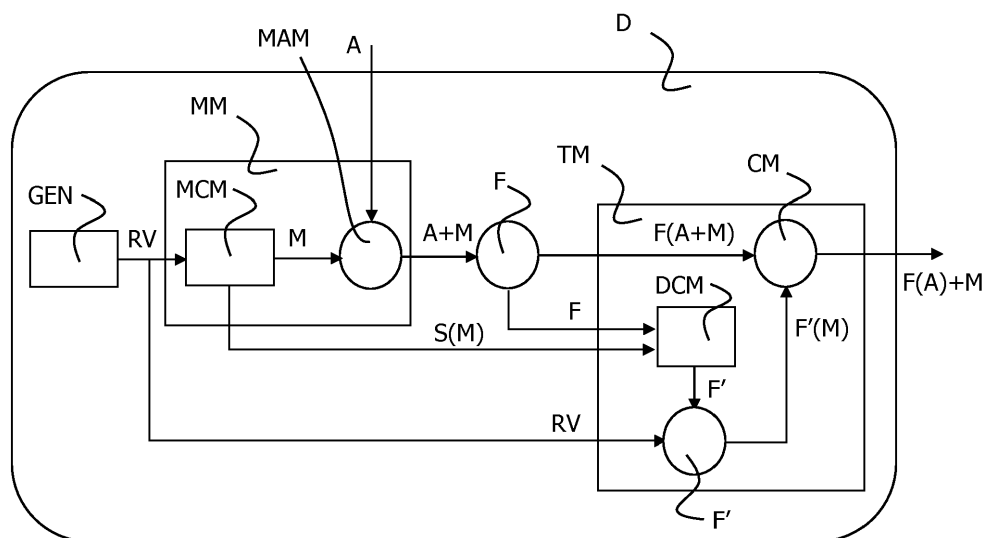 D
MAM
A
MM
TM
CM
GEN
MCM
F
RV
M
A+M
F(A+M)
F(A)+M
DCM
F
S(M)
F′(M)
F′
RV
F′